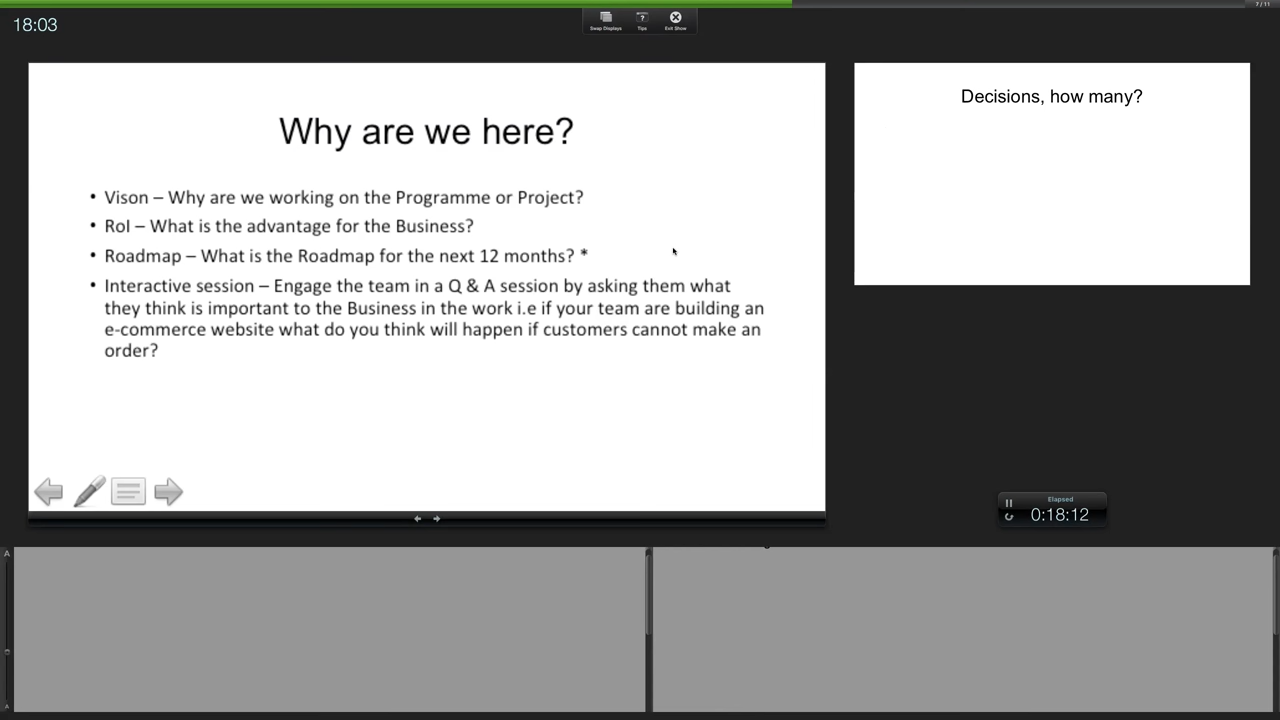 7 / 11
18:03
Swap Displays
Tips
Exit Show
Why are we here?
• Vison – Why are we working on the Programme or Project?
• RoI – What is the advantage for the Business?
• Roadmap – What is the Roadmap for the next 12 months? *
• Interactive session – Engage the team in a Q & A session by asking them what
they think is important to the Business in the work i.e if your team are building an
e-commerce website what do you think will happen if customers cannot make an
order?
Decisions, how many?
Elapsed
0:18:12
A
A